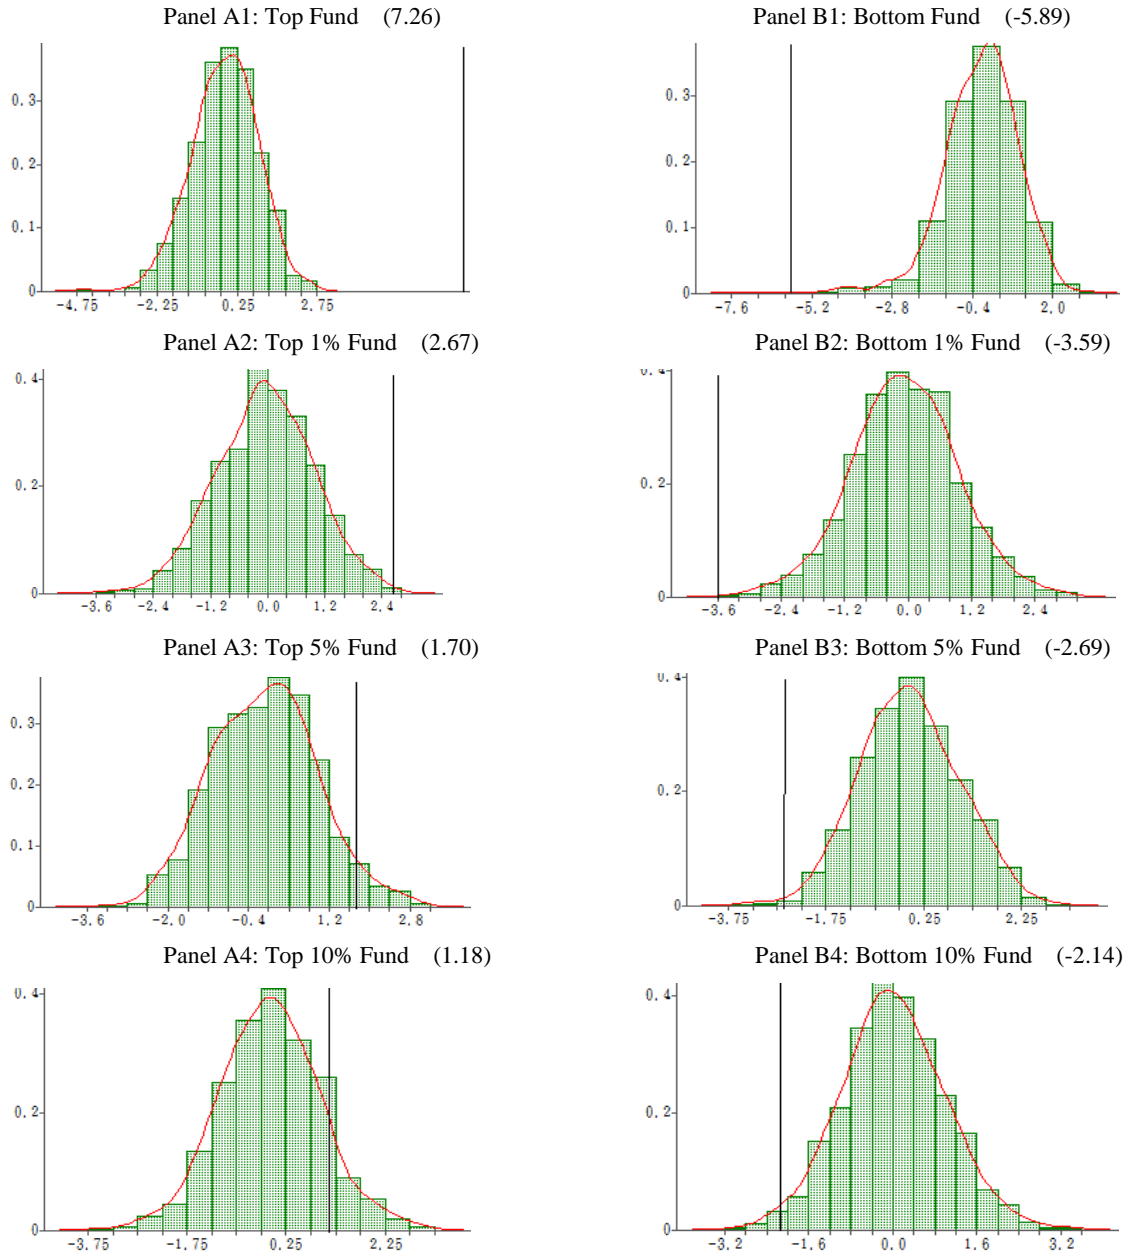 Panel A1: Top Fund (7.26)
0.3
0.2
0.1
0
-4.75 -2.25 0.25 2.75
Panel B1: Bottom Fund (-5.89)
0.3
0.2
0.1
0
-7.6 -5.2 -2.8 -0.4 2.0
Panel A2: Top 1% Fund (2.67)
0.4
0.2
0
-3.6 -2.4 -1.2 0.0 1.2 2.4
Panel B2: Bottom 1% Fund (-3.59)
0.4
0.2
0
-3.6 -2.4 -1.2 0.0 1.2 2.4
Panel A3: Top 5% Fund (1.70)
0.3
0.2
0.1
0
-3.6 -2.0 -0.4 1.2 2.8
Panel B3: Bottom 5% Fund (-2.69)
0.4
0.2
0
-3.75 -1.75 0.25 2.25
Panel A4: Top 10% Fund (1.18)
0.4
0.2
0
-3.75 -1.75 0.25 2.25
Panel B4: Bottom 10% Fund (-2.14)
0.4
0.2
0
-3.2 -1.6 0.0 1.6 3.2